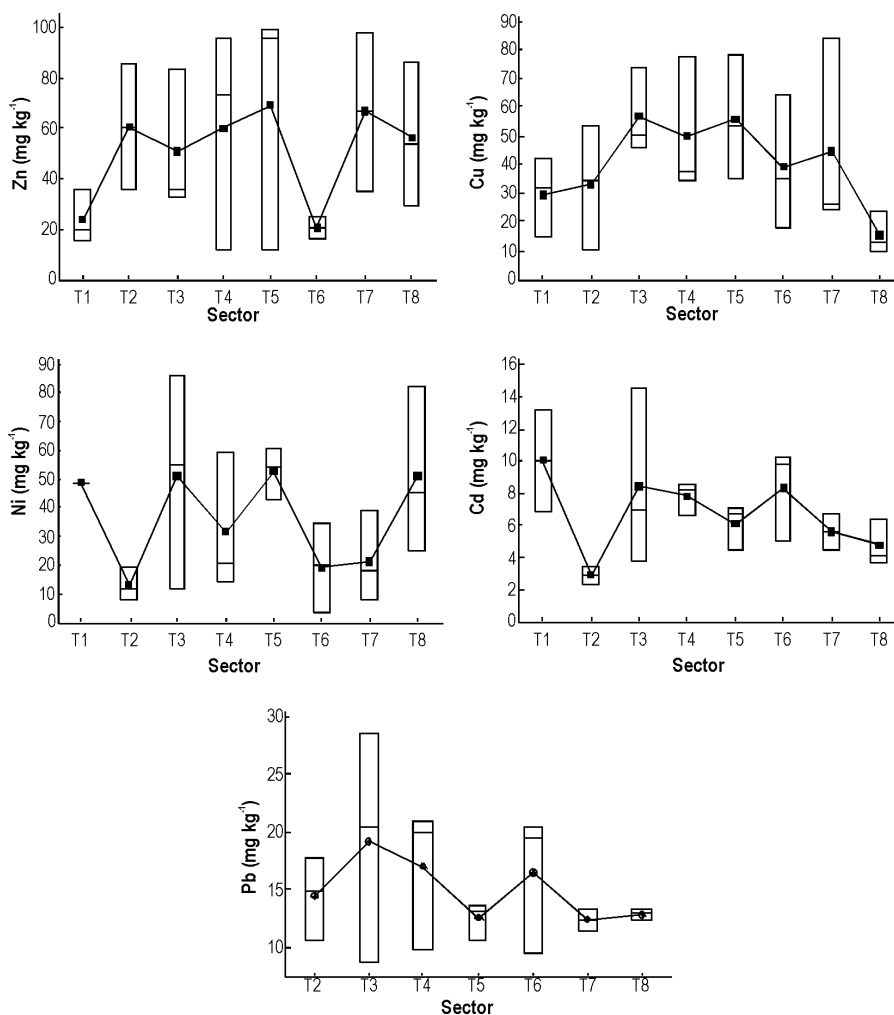 Zn (mg kg⁻¹)
100
80
60
40
20
0
T1 T2 T3 T4 T5 T6 T7 T8
Sector
Cu (mg kg⁻¹)
90
80
70
60
50
40
30
20
10
0
T1 T2 T3 T4 T5 T6 T7 T8
Sector
Ni (mg kg⁻¹)
90
80
70
60
50
40
30
20
10
0
T1 T2 T3 T4 T5 T6 T7 T8
Sector
Cd (mg kg⁻¹)
16
14
12
10
8
6
4
2
0
T1 T2 T3 T4 T5 T6 T7 T8
Sector
Pb (mg kg⁻¹)
30
25
20
15
10
T2 T3 T4 T5 T6 T7 T8
Sector